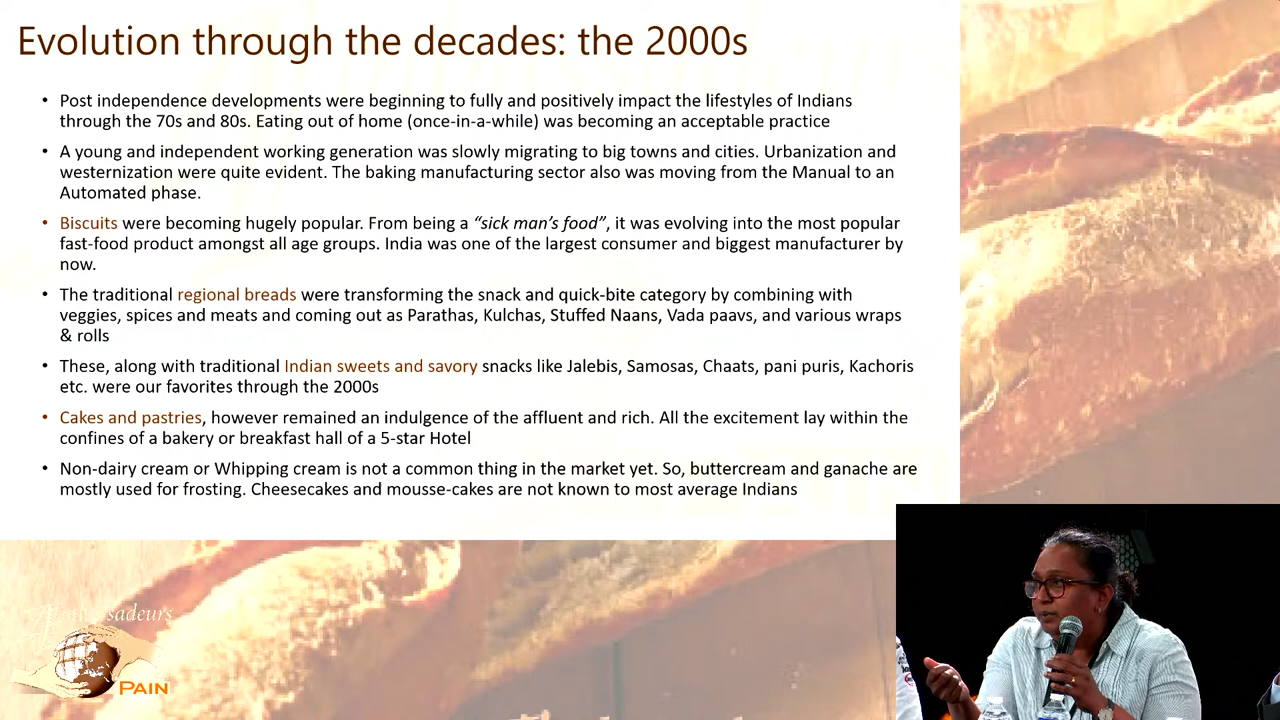 Evolution through the decades: the 2000s
• Post independence developments were beginning to fully and positively impact the lifestyles of Indians
through the 70s and 80s. Eating out of home (once-in-a-while) was becoming an acceptable practice
• A young and independent working generation was slowly migrating to big towns and cities. Urbanization and
westernization were quite evident. The baking manufacturing sector also was moving from the Manual to an
Automated phase.
• Biscuits were becoming hugely popular. From being a “sick man’s food”, it was evolving into the most popular
fast-food product amongst all age groups. India was one of the largest consumer and biggest manufacturer by
now.
• The traditional regional breads were transforming the snack and quick-bite category by combining with
veggies, spices and meats and coming out as Parathas, Kulchas, Stuffed Naans, Vada paavs, and various wraps
& rolls
• These, along with traditional Indian sweets and savory snacks like Jalebis, Samosas, Chaats, pani puris, Kachoris
etc. were our favorites through the 2000s
• Cakes and pastries, however remained an indulgence of the affluent and rich. All the excitement lay within the
confines of a bakery or breakfast hall of a 5-star Hotel
• Non-dairy cream or Whipping cream is not a common thing in the market yet. So, buttercream and ganache are
mostly used for frosting. Cheesecakes and mousse-cakes are not known to most average Indians
PAIN